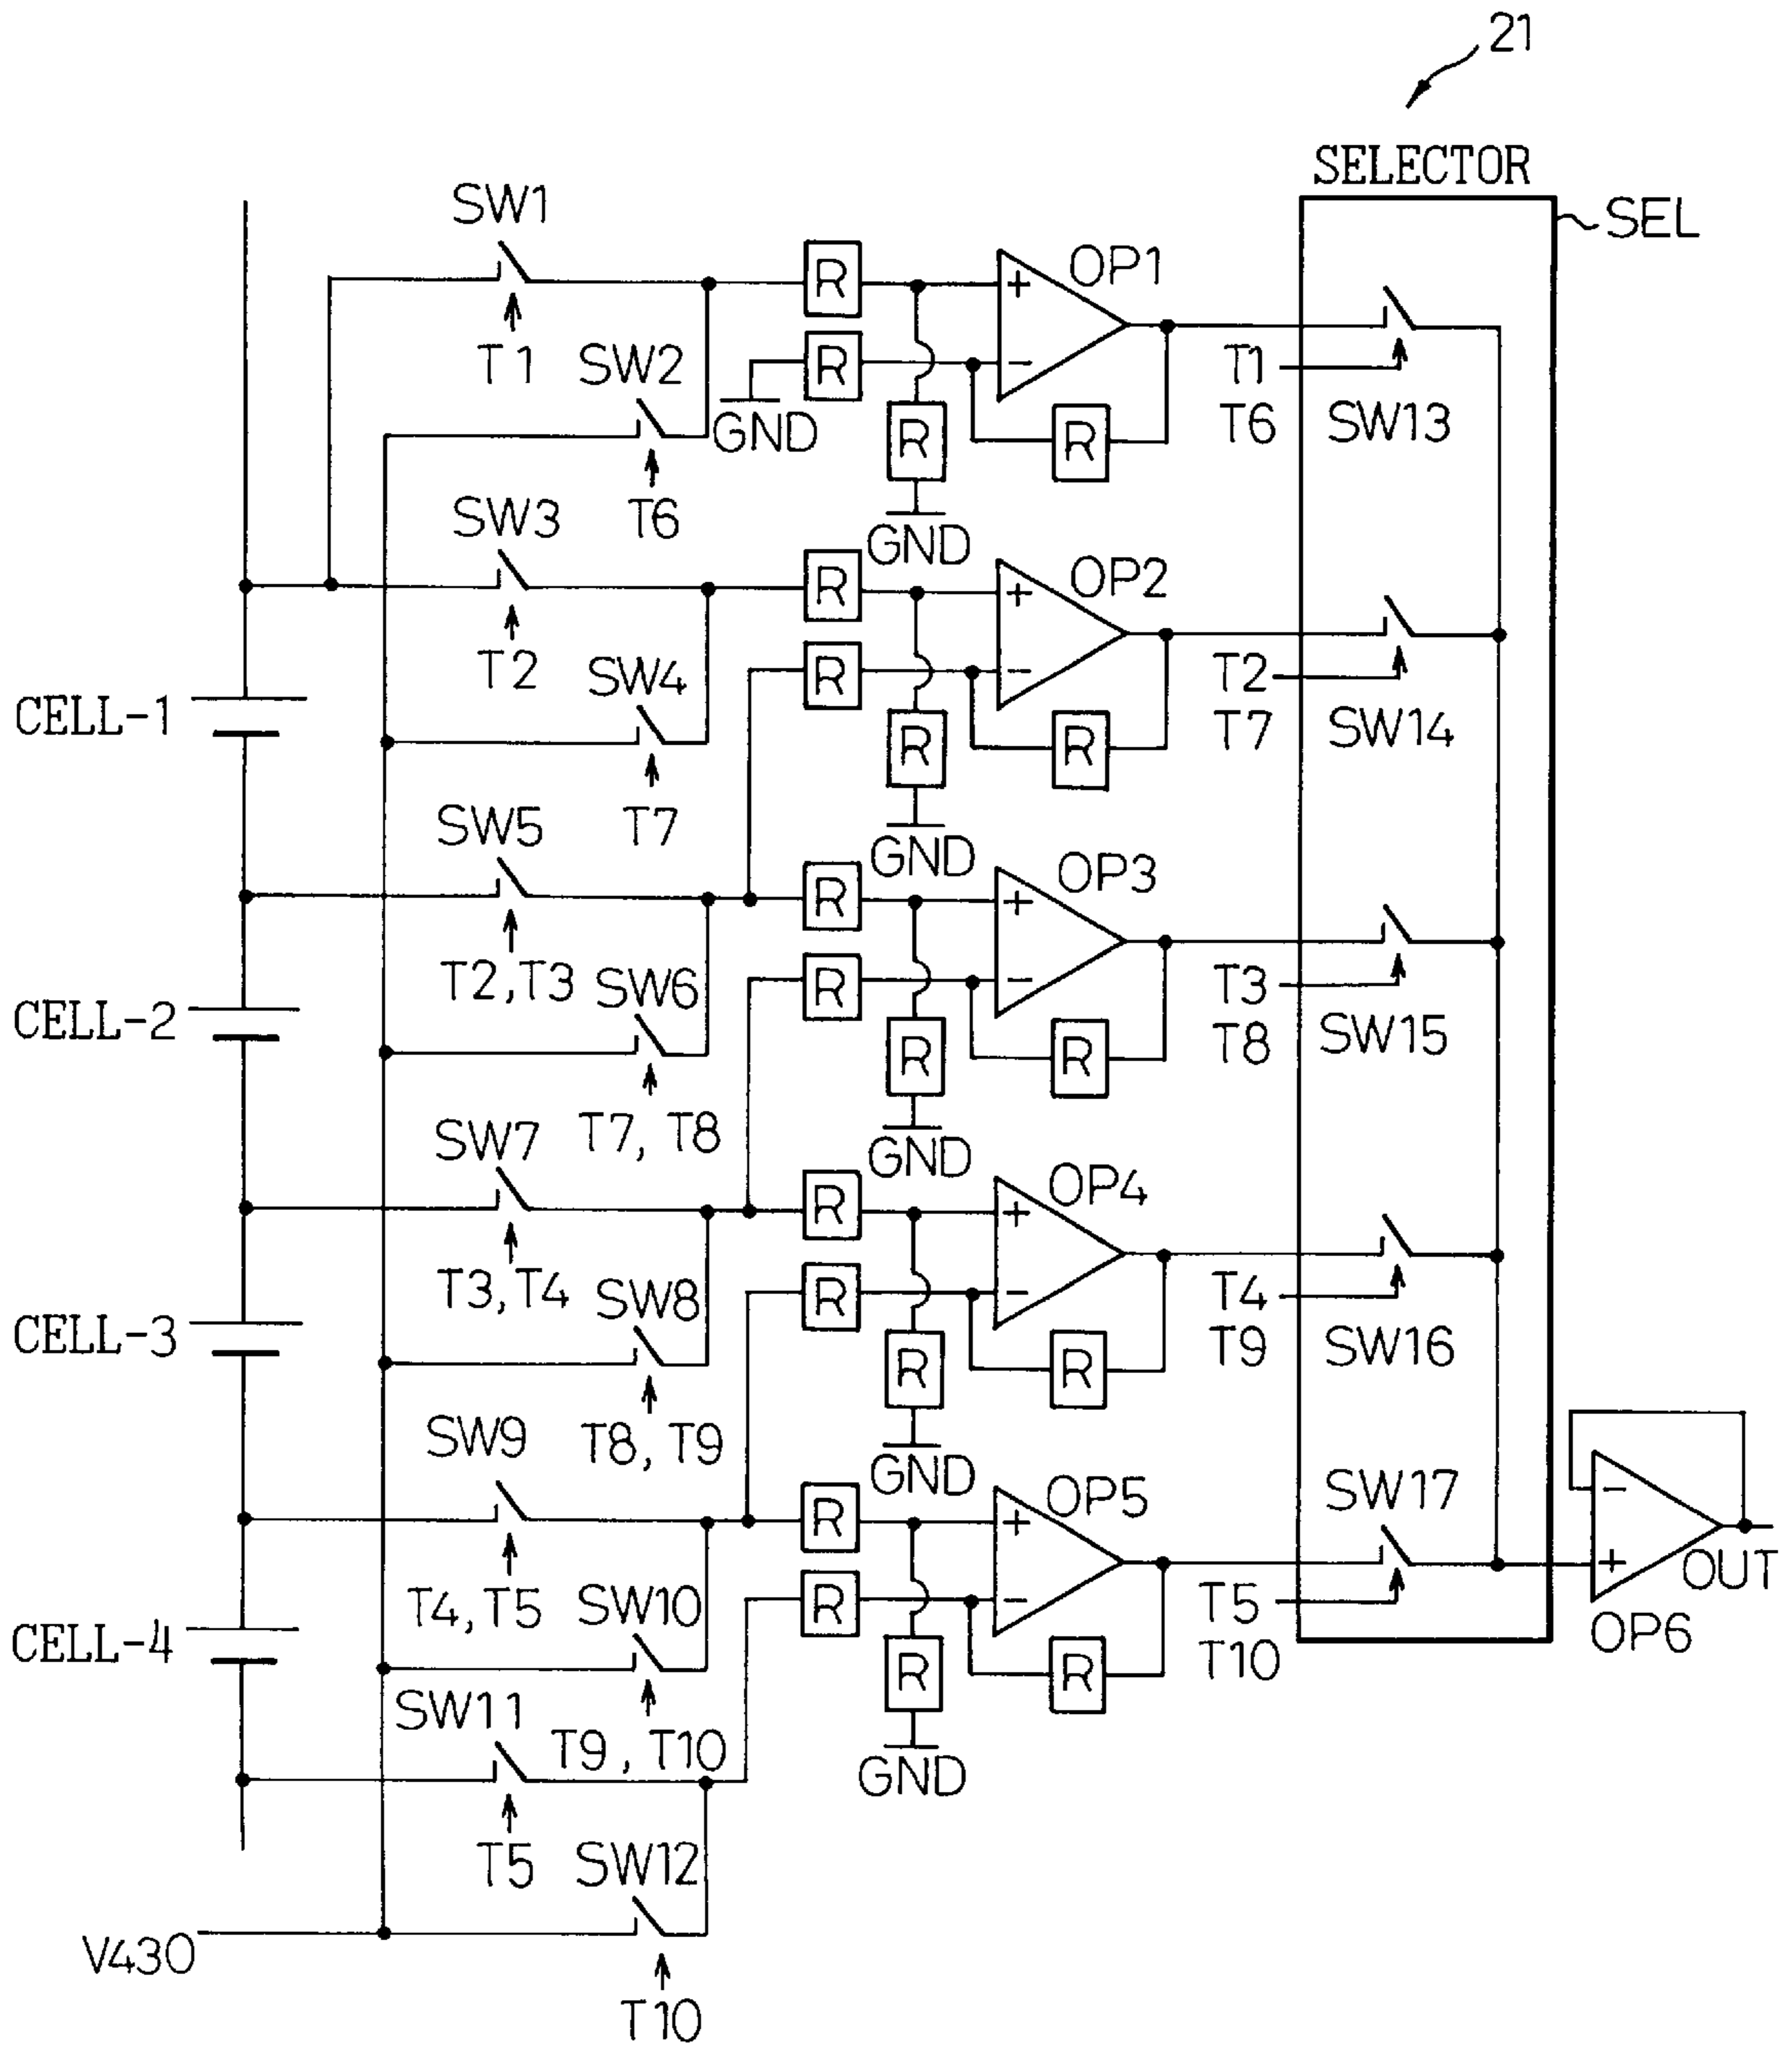 21
SELECTOR
SEL
SW1
R
OP1
+
T1
SW2
R
−
T1
GND
R
R
T6
SW13
T6
GND
SW3
R
OP2
+
T2
SW4
R
−
T2
CELL-1
R
R
T7
SW14
T7
GND
SW5
R
OP3
+
T2,T3
SW6
R
−
T3
CELL-2
R
R
T8
SW15
T7, T8
GND
SW7
R
OP4
+
T3,T4
SW8
R
−
T4
CELL-3
R
R
T9
SW16
T8, T9
GND
SW9
R
OP5
+
SW17
−
+
OUT
OP6
T4,T5
SW10
R
−
T5
CELL-4
R
R
T10
SW11
T9, T10
GND
T5
SW12
V430
T10